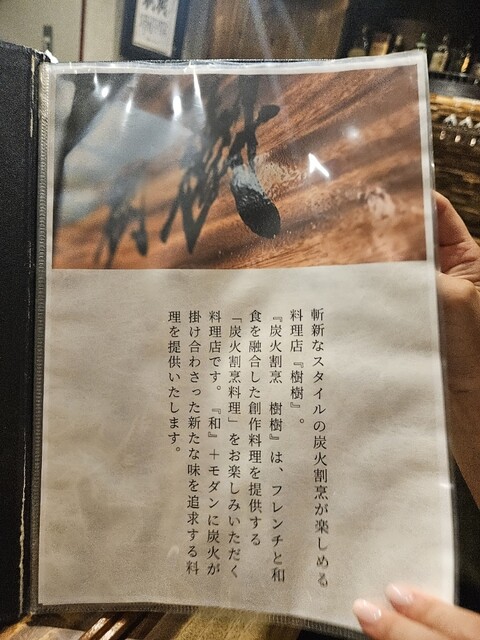 斬新なスタイルの炭火割烹が楽しめる
料理店『樹樹』。
『炭火割烹　樹樹』は、フレンチと和
食を融合した創作料理を提供する
「炭火割烹料理」をお楽しみいただく
料理店です。『和』＋モダンに炭火が
掛け合わさった新たな味を追求する料
理を提供いたします。